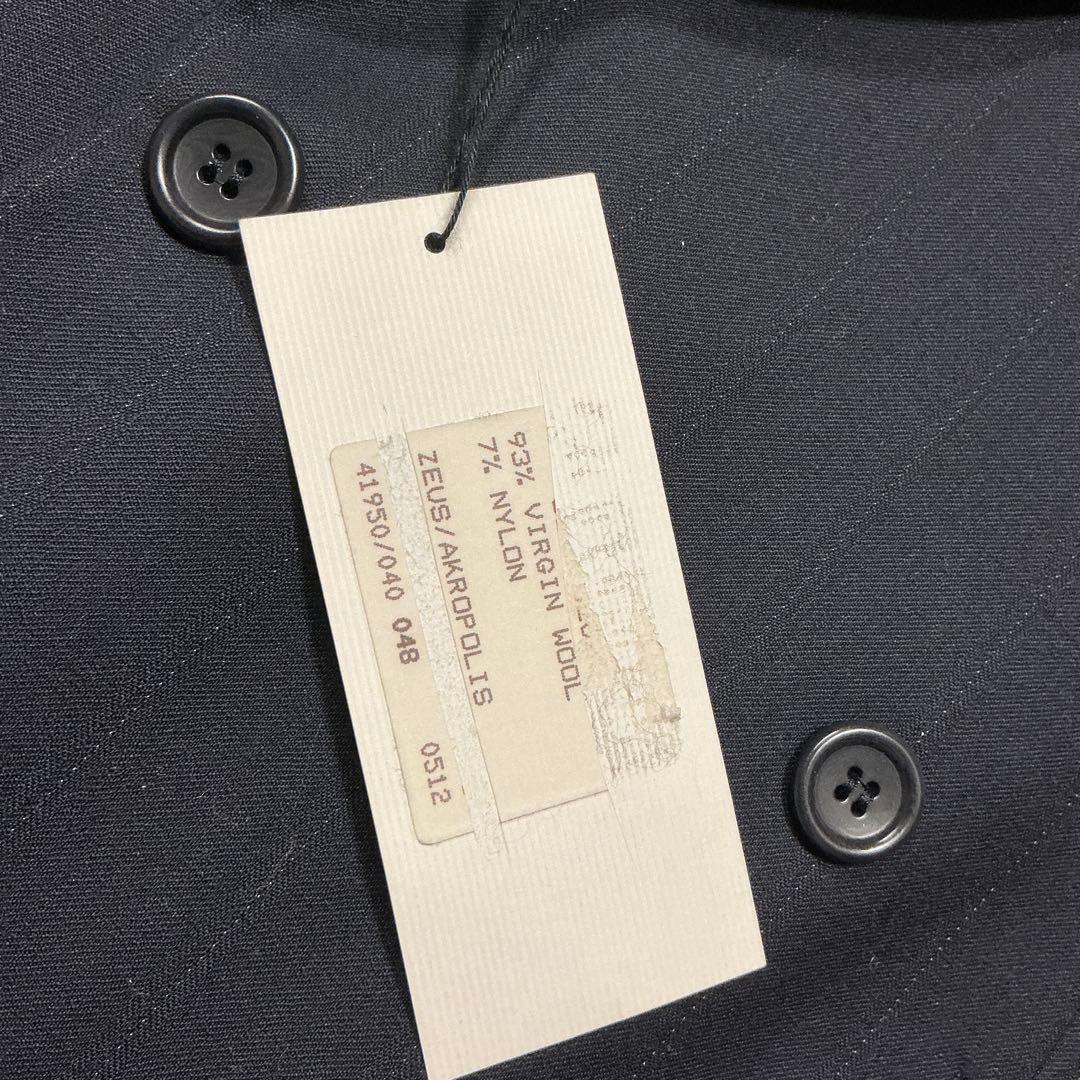 93% VIRGIN WOOL
7% NYLON
ZEUS/AKROPOLIS
41950/040 048 0512